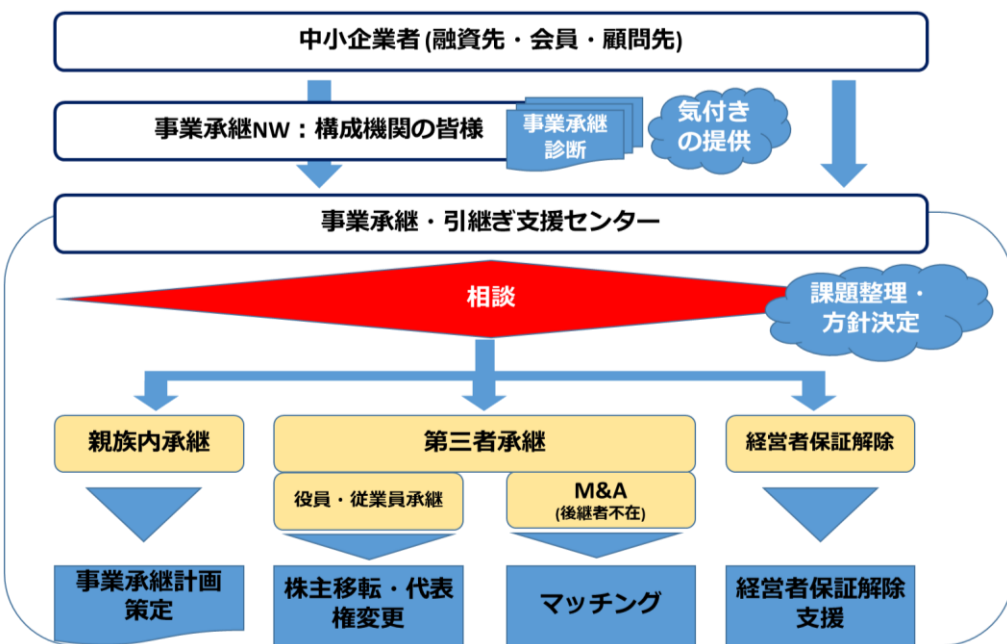 中小企業者(融資先・会員・顧問先)
事業承継NW：構成機関の皆様
事業承継
診断
気付き
の提供
事業承継・引継ぎ支援センター
相談
課題整理・
方針決定
親族内承継
第三者承継
経営者保証解除
役員・従業員承継
M&A
(後継者不在)
事業承継計画
策定
株主移転・代表
権変更
マッチング
経営者保証解除
支援